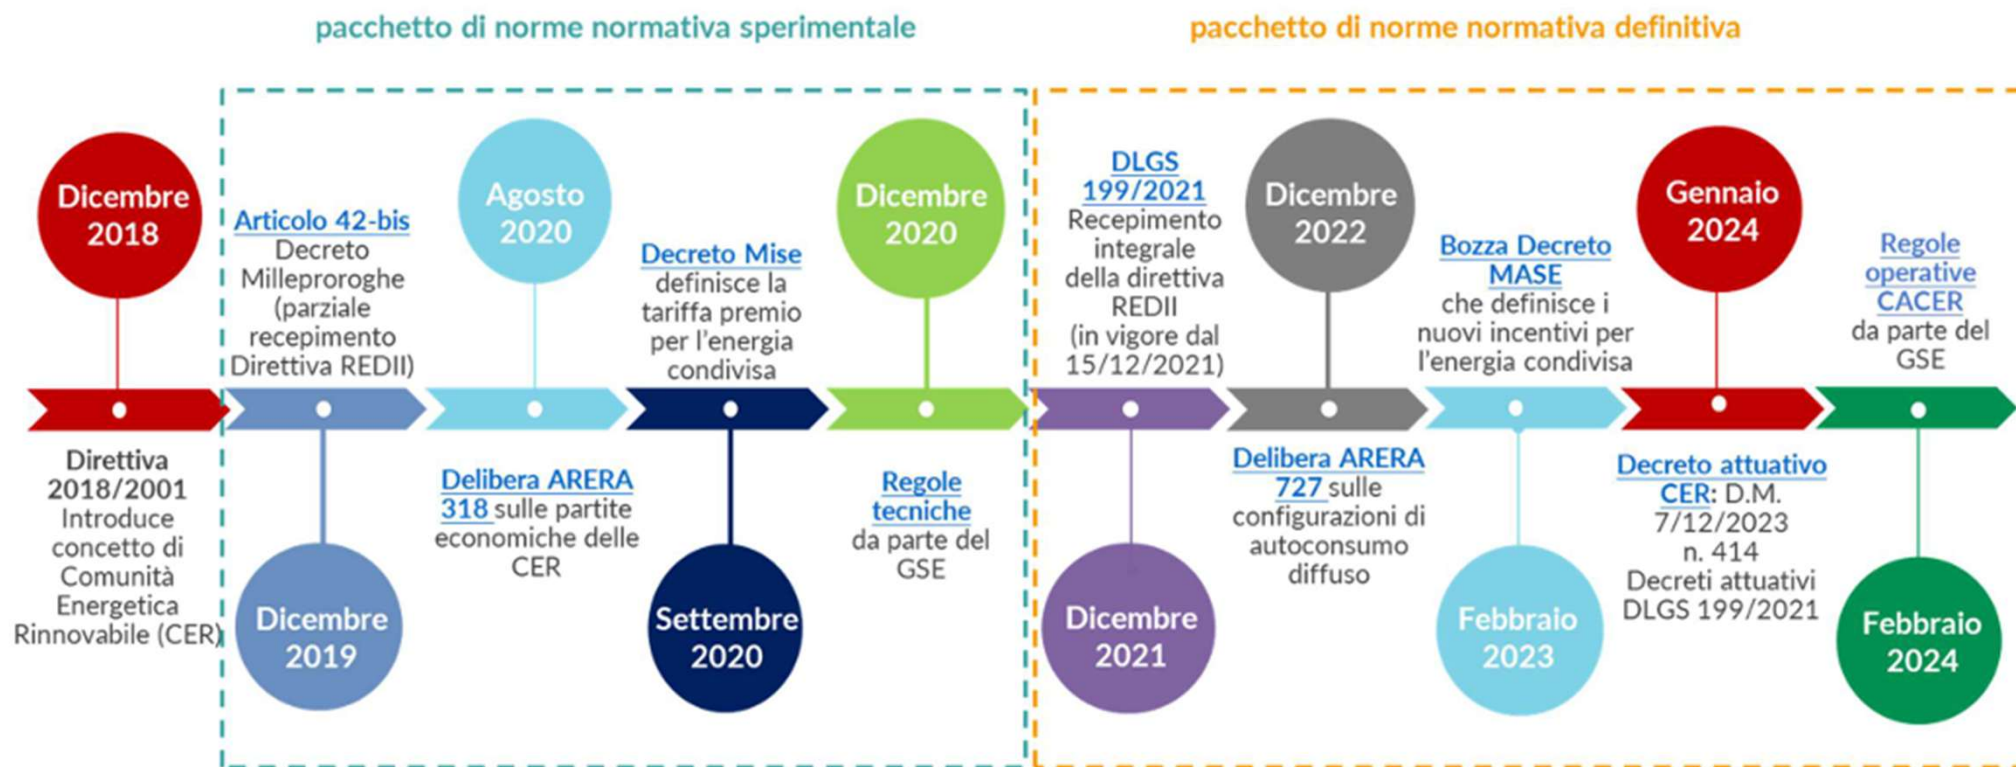 pacchetto di norme normativa sperimentale
pacchetto di norme normativa definitiva
Dicembre
2018
Direttiva
2018/2001
Introduce
concetto di
Comunità
Energetica
Rinnovabile (CER)
Articolo 42-bis
Decreto
Milleproroghe
(parziale
recepimento
Direttiva REDII)
Dicembre
2019
Agosto
2020
Delibera ARERA
318 sulle partite
economiche delle
CER
Decreto Mise
definisce la
tariffa premio
per l'energia
condivisa
Settembre
2020
Dicembre
2020
Regole
tecniche
da parte del
GSE
DLGS
199/2021
Recepimento
integrale
della direttiva
REDII
(in vigore dal
15/12/2021)
Dicembre
2021
Dicembre
2022
Delibera ARERA
727 sulle
configurazioni di
autoconsumo
diffuso
Bozza Decreto
MASE
che definisce i
nuovi incentivi per
l'energia condivisa
Febbraio
2023
Gennaio
2024
Decreto attuativo
CER: D.M.
7/12/2023
n. 414
Decreti attuativi
DLGS 199/2021
Regole
operative
CACER
da parte del
GSE
Febbraio
2024